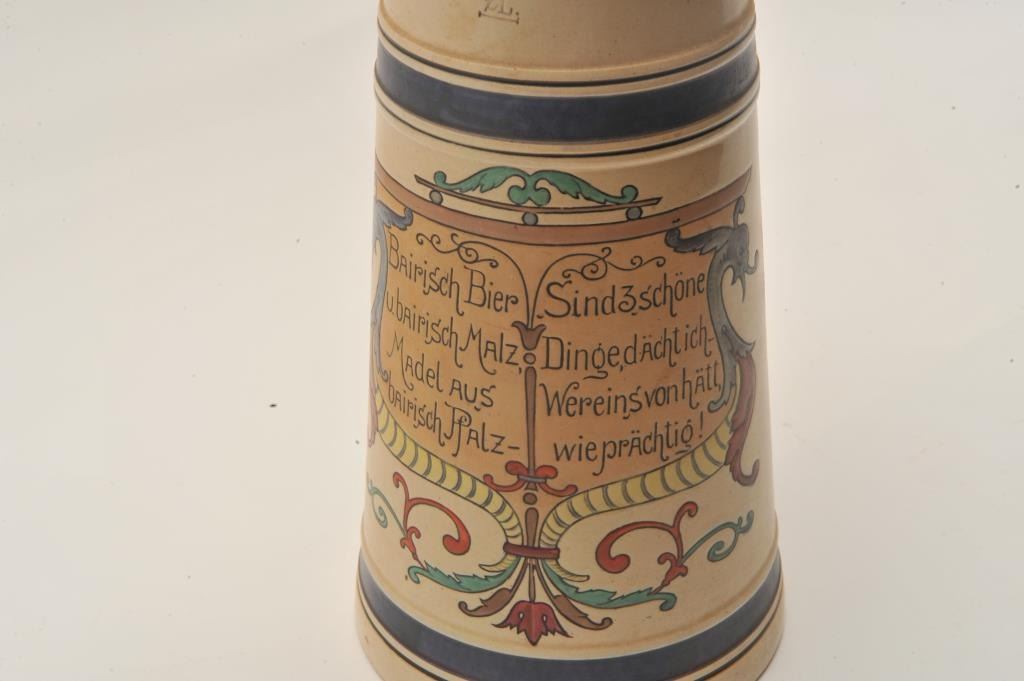 Bairisch Bier
u. bairisch Malz,
Madel aus
bairisch Pfalz-
Sind 3 schöne
Dinge, dächt ich-
Wer eins von hätt,
wie prächtig!